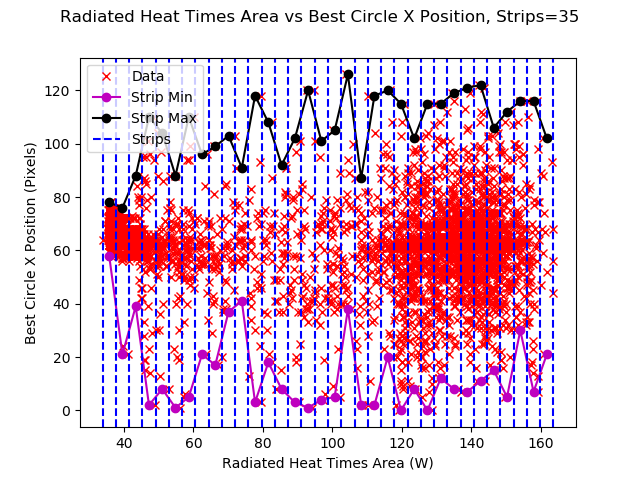 Radiated Heat Times Area vs Best Circle X Position, Strips=35
Data
Strip Min
Strip Max
Strips
120
100
80
60
40
20
0
Best Circle X Position (Pixels)
40 60 80 100 120 140 160
Radiated Heat Times Area (W)